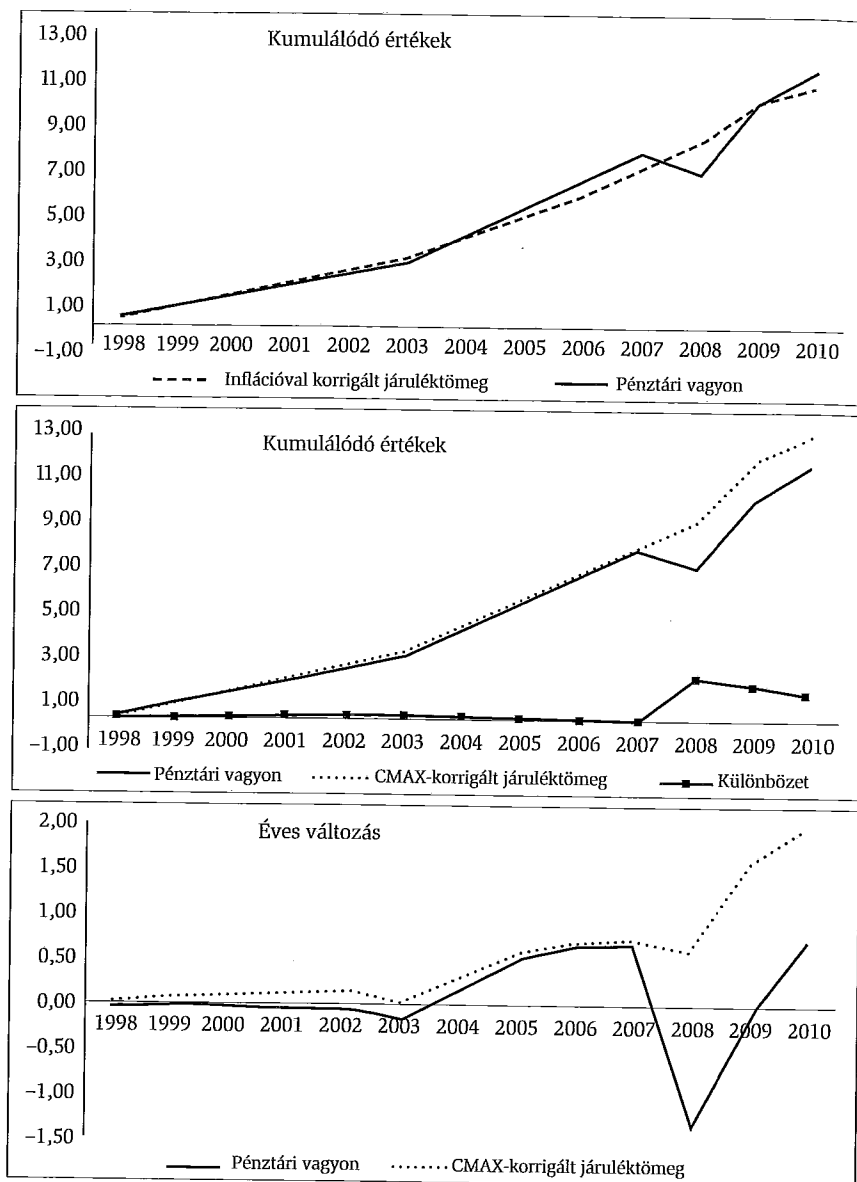 Kumulálódó értékek
13,00
11,00
9,00
7,00
5,00
3,00
1,00
−1,00
1998 1999 2000 2001 2002 2003 2004 2005 2006 2007 2008 2009 2010
Inflációval korrigált járuléktömeg Pénztári vagyon
Kumulálódó értékek
13,00
11,00
9,00
7,00
5,00
3,00
1,00
−1,00
1998 1999 2000 2001 2002 2003 2004 2005 2006 2007 2008 2009 2010
Pénztári vagyon CMAX-korrigált járuléktömeg Különbözet
Éves változás
2,00
1,50
1,00
0,50
0,00
−0,50
−1,00
−1,50
1998 1999 2000 2001 2002 2003 2004 2005 2006 2007 2008 2009 2010
Pénztári vagyon CMAX-korrigált járuléktömeg